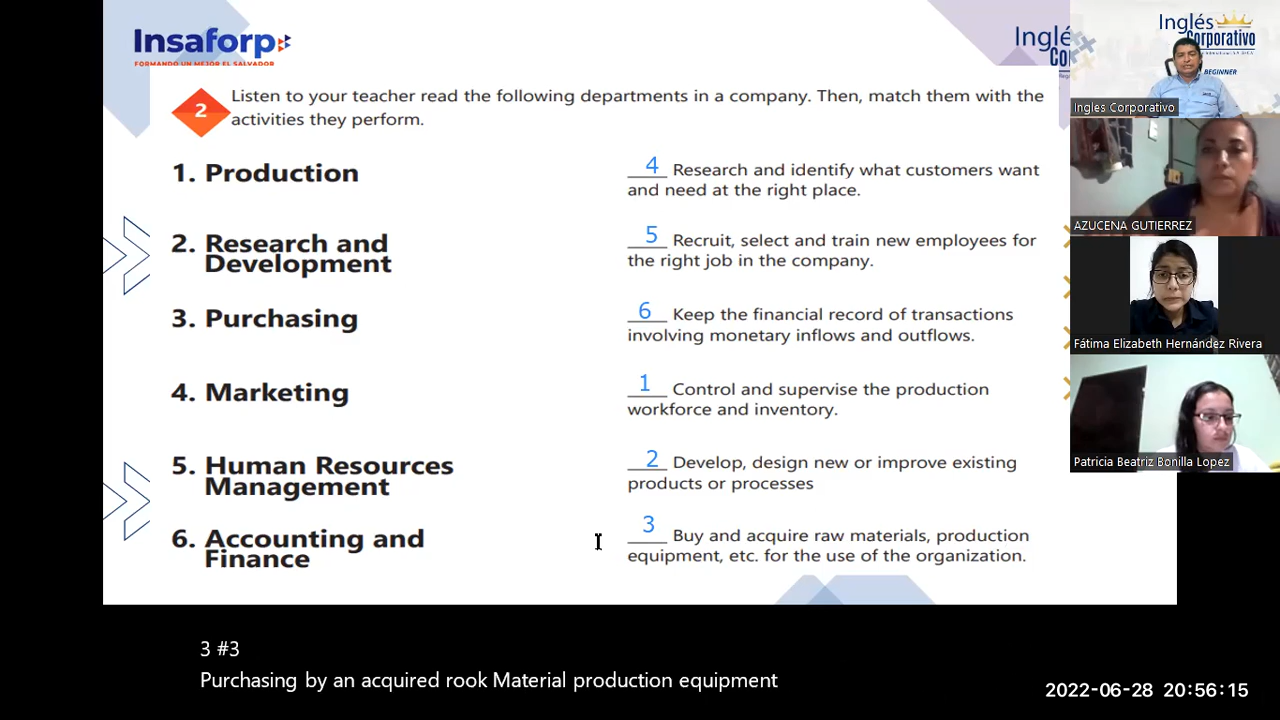 Insaforp
FORMANDO UN MEJOR EL SALVADOR
Inglés
Corporativo
BEGINNER
Ingles Corporativo
2
Listen to your teacher read the following departments in a company. Then, match them with the
activities they perform.
1. Production
4 Research and identify what customers want
and need at the right place.
2. Research and
Development
5 Recruit, select and train new employees for
the right job in the company.
3. Purchasing
6 Keep the financial record of transactions
involving monetary inflows and outflows.
4. Marketing
1 Control and supervise the production
workforce and inventory.
5. Human Resources
Management
2 Develop, design new or improve existing
products or processes
6. Accounting and
Finance
3 Buy and acquire raw materials, production
equipment, etc. for the use of the organization.
AZUCENA GUTIERREZ
Fátima Elizabeth Hernández Rivera
Patricia Beatriz Bonilla Lopez
3 #3
Purchasing by an acquired rook Material production equipment
2022-06-28 20:56:15